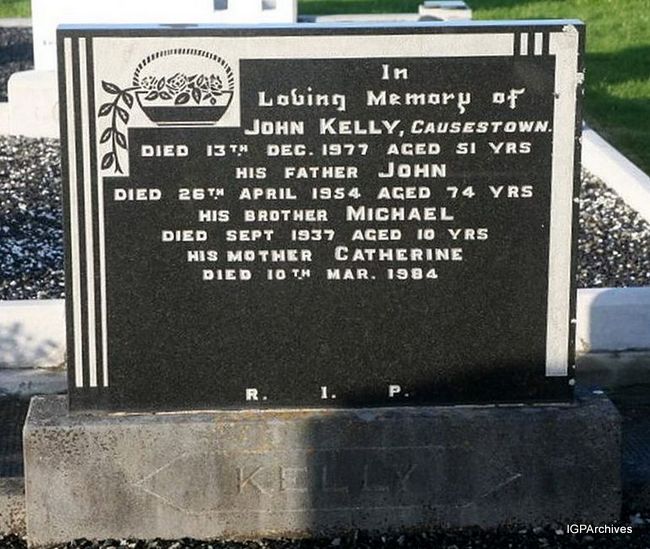 In
Loving Memory of
JOHN KELLY, CAUSESTOWN.
DIED 13TH DEC. 1977 AGED 51 YRS
HIS FATHER JOHN
DIED 26TH APRIL 1954 AGED 74 YRS
HIS BROTHER MICHAEL
DIED SEPT 1937 AGED 10 YRS
HIS MOTHER CATHERINE
DIED 10TH MAR. 1984
R. I. P.
KELLY
IGPArchives